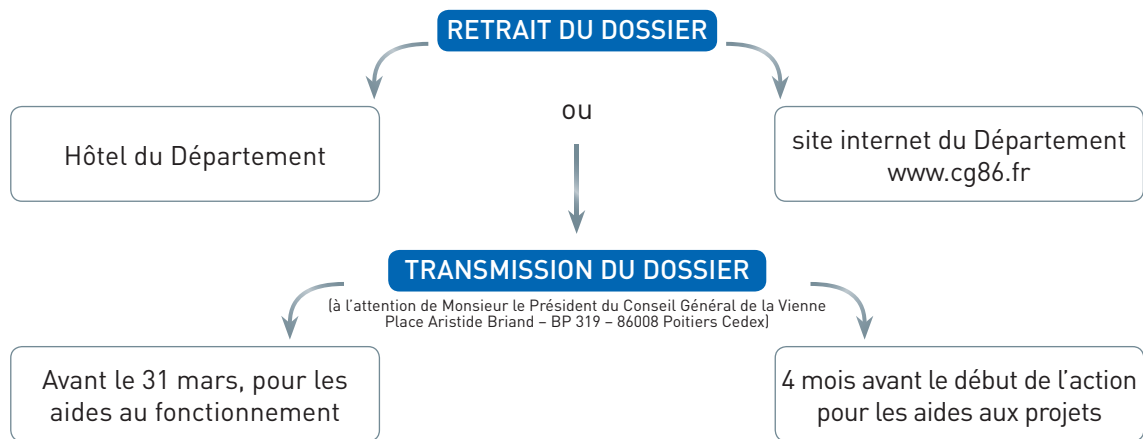 RETRAIT DU DOSSIER
Hôtel du Département
ou
site internet du Département
www.cg86.fr
TRANSMISSION DU DOSSIER
(à l'attention de Monsieur le Président du Conseil Général de la Vienne
Place Aristide Briand – BP 319 – 86008 Poitiers Cedex)
Avant le 31 mars, pour les
aides au fonctionnement
4 mois avant le début de l'action
pour les aides aux projets